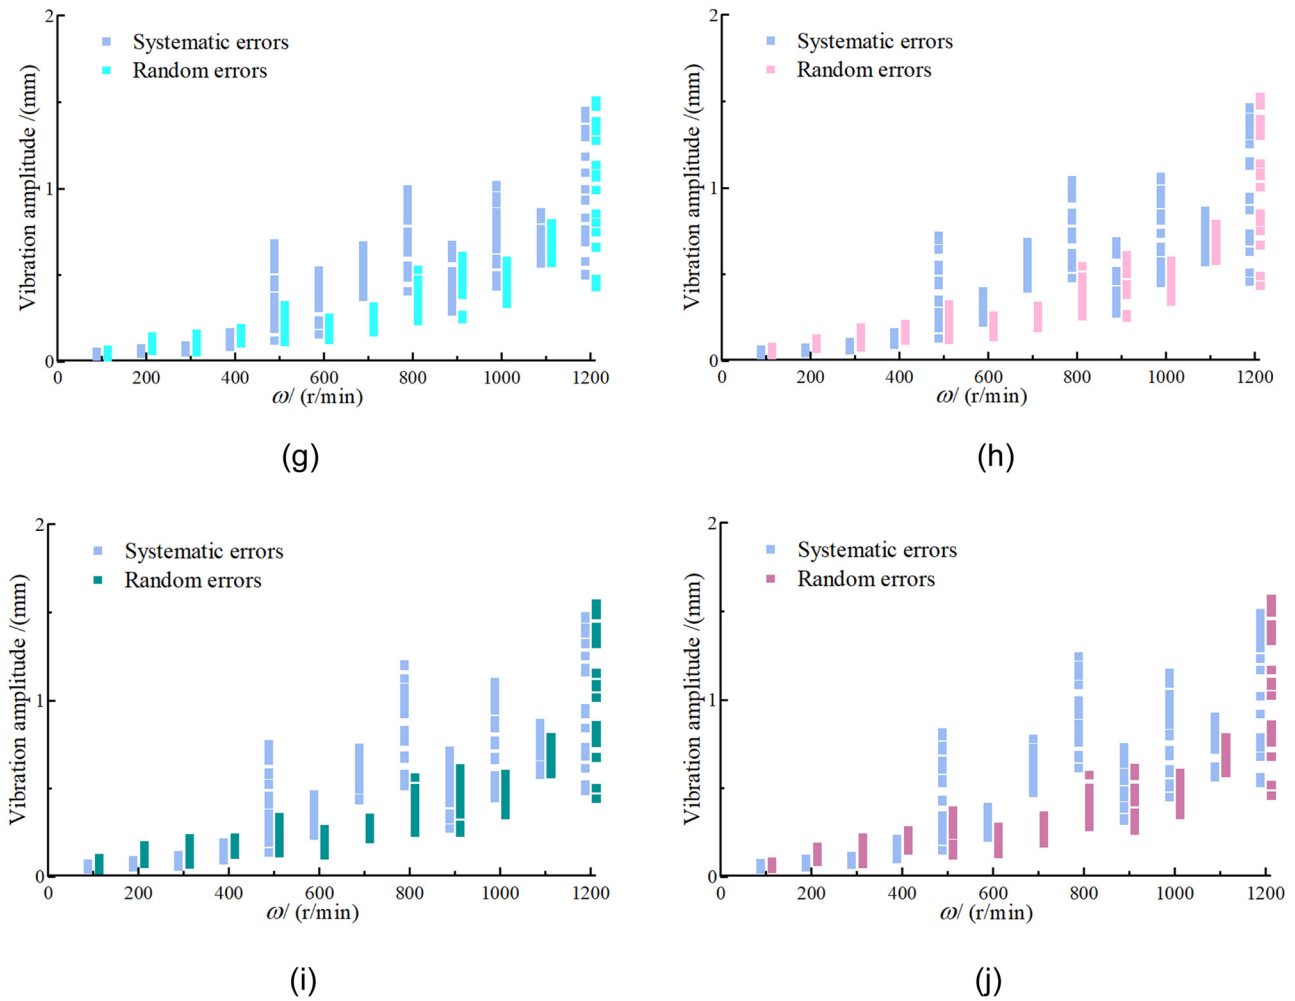 2
Systematic errors
Random errors
Vibration amplitude /(mm)
1
0
0 200 400 600 800 1000 1200
ω/ (r/min)
(g)
2
Systematic errors
Random errors
Vibration amplitude /(mm)
1
0
0 200 400 600 800 1000 1200
ω/ (r/min)
(h)
2
Systematic errors
Random errors
Vibration amplitude /(mm)
1
0
0 200 400 600 800 1000 1200
ω/ (r/min)
(i)
2
Systematic errors
Random errors
Vibration amplitude /(mm)
1
0
0 200 400 600 800 1000 1200
ω/ (r/min)
(j)